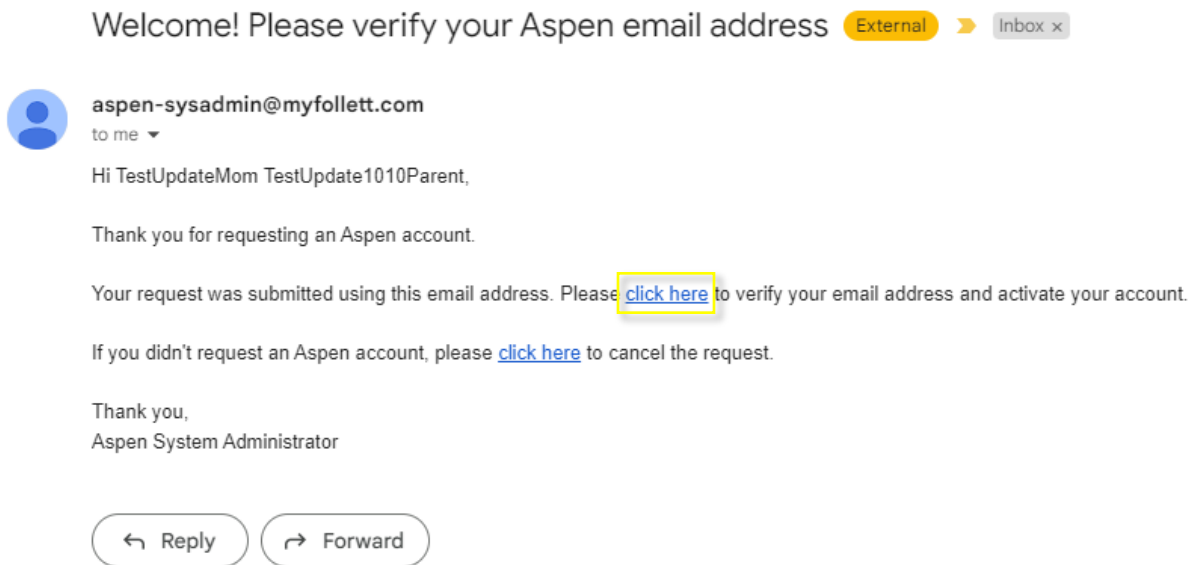 Welcome! Please verify your Aspen email address External Inbox ×
aspen-sysadmin@myfollett.com
to me
Hi TestUpdateMom TestUpdate1010Parent,
Thank you for requesting an Aspen account.
Your request was submitted using this email address. Please click here to verify your email address and activate your account.
If you didn't request an Aspen account, please click here to cancel the request.
Thank you,
Aspen System Administrator
Reply Forward